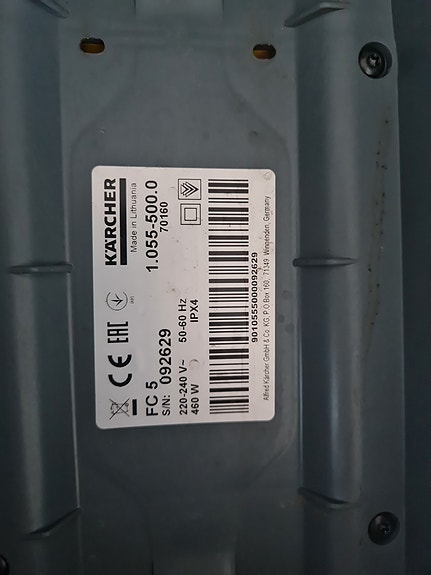 KÄRCHER
Made in Lithuania
1.055-500.0
70160
CE EAC
FC 5
S/N: 092629
220-240 V~ 50-60 Hz
460 W IPX4
9010555000092629
Alfred Kärcher GmbH & Co. KG, P.O.Box 160, 71349 Winnenden, Germany